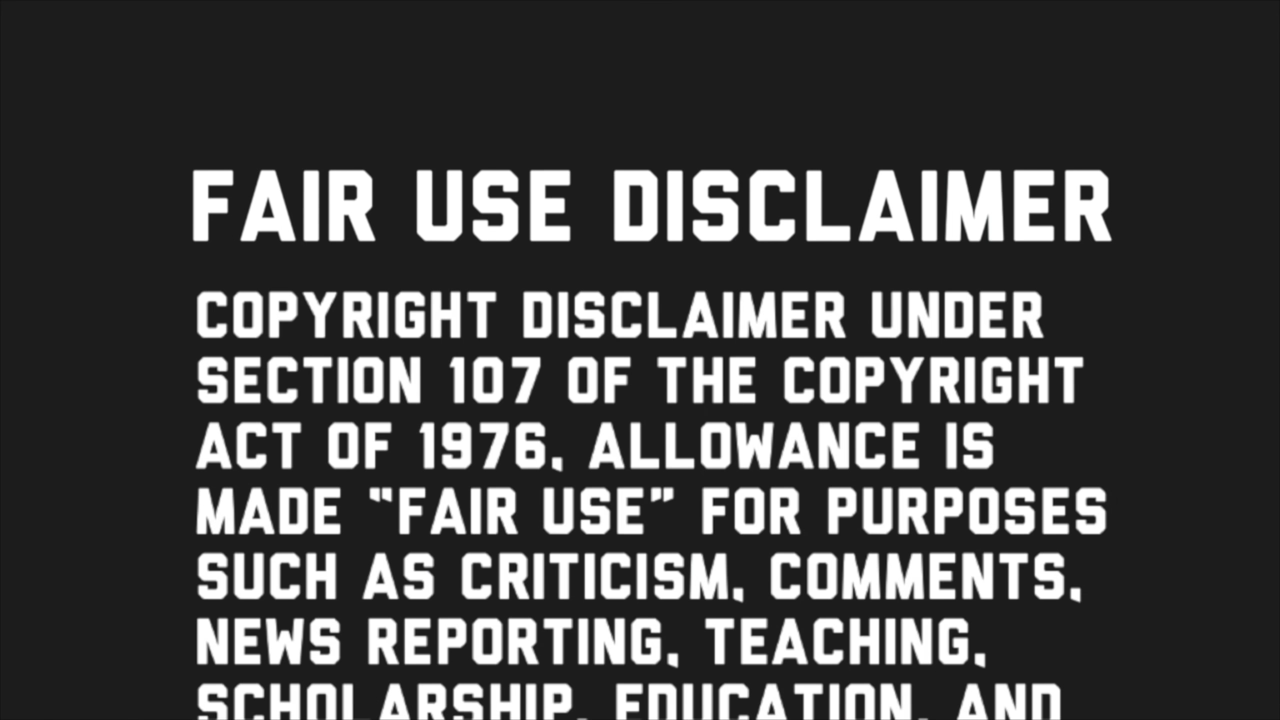 FAIR USE DISCLAIMER
COPYRIGHT DISCLAIMER UNDER
SECTION 107 OF THE COPYRIGHT
ACT OF 1976, ALLOWANCE IS
MADE “FAIR USE” FOR PURPOSES
SUCH AS CRITICISM, COMMENTS,
NEWS REPORTING, TEACHING,
SCHOLARSHIP, EDUCATION, AND